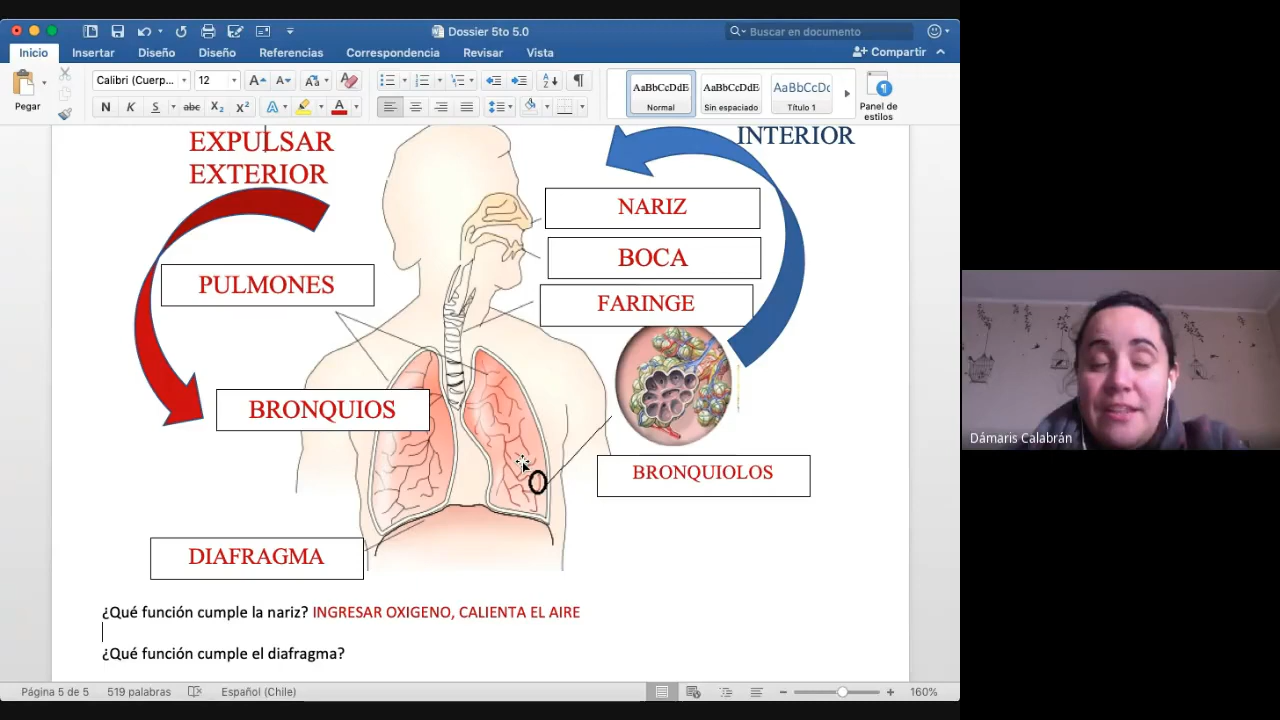 Dossier 5to 5.0
Buscar en documento
Inicio Insertar Diseño Diseño Referencias Correspondencia Revisar Vista
Compartir
Pegar
Calibri (Cuerp... 12
AaBbCcDdE AaBbCcDdE AaBbCcDc
Normal Sin espaciado Título 1
Panel de
estilos
N K S abc X₂ X²
EXPULSAR
EXTERIOR
INTERIOR
NARIZ
BOCA
FARINGE
PULMONES
BRONQUIOS
BRONQUIOLOS
DIAFRAGMA
¿Qué función cumple la nariz? INGRESAR OXIGENO, CALIENTA EL AIRE
¿Qué función cumple el diafragma?
Página 5 de 5 519 palabras Español (Chile) 160%
Dámaris Calabrán